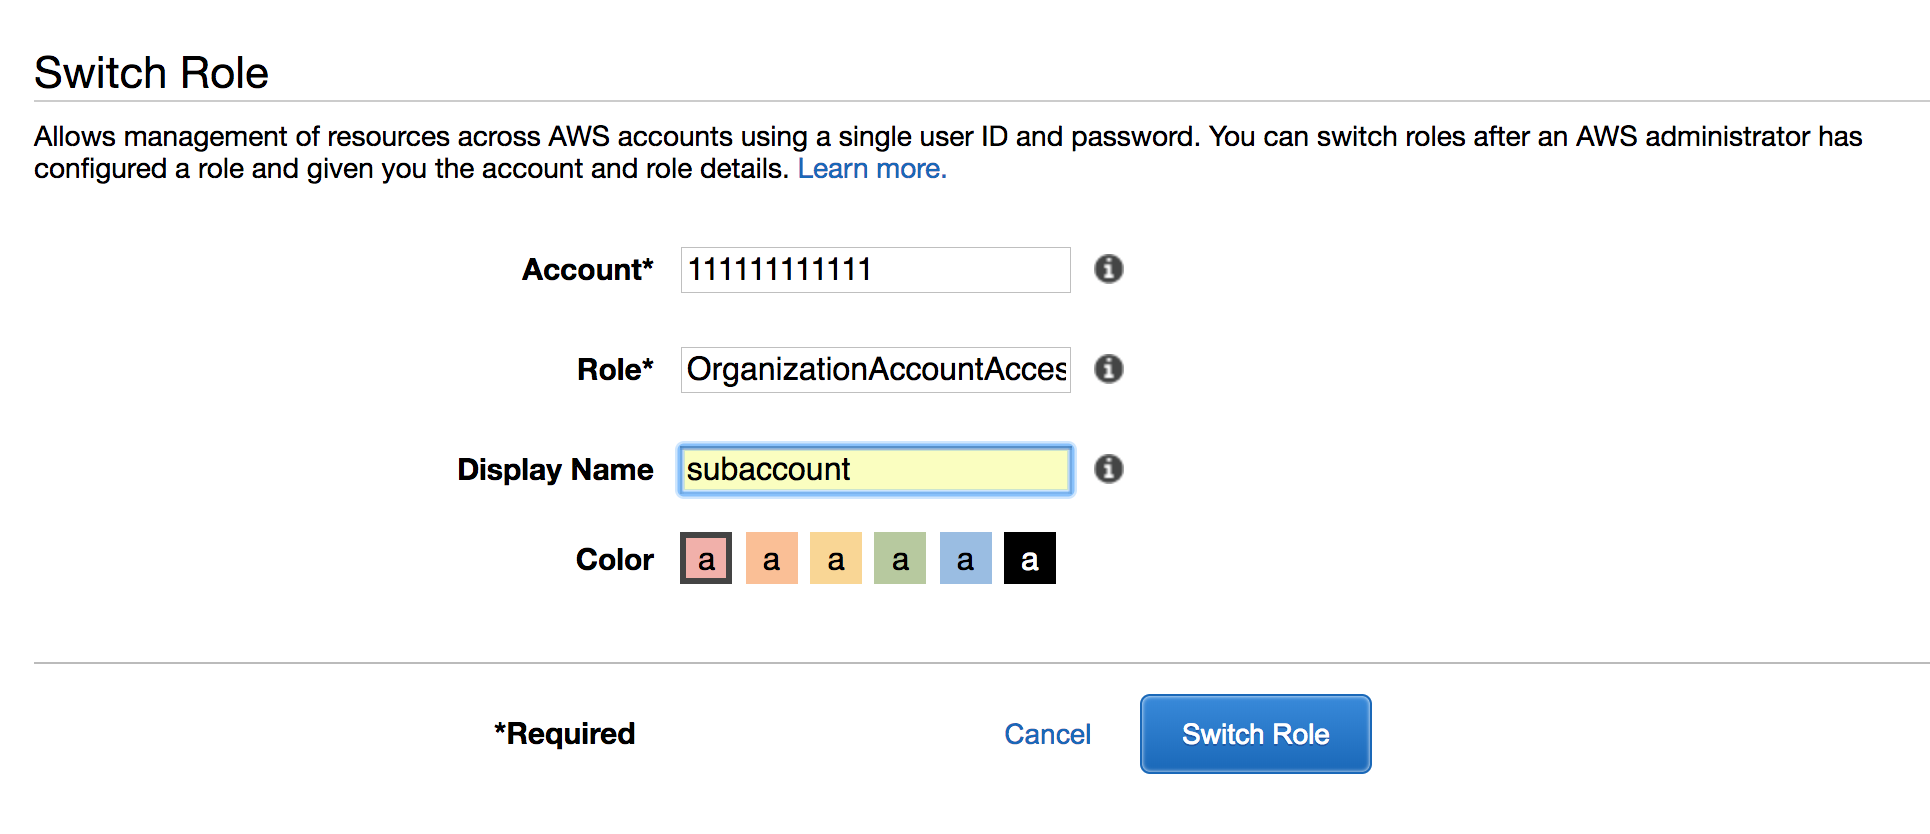 Switch Role
Allows management of resources across AWS accounts using a single user ID and password. You can switch roles after an AWS administrator has
configured a role and given you the account and role details. Learn more.
Account* 111111111111
Role* OrganizationAccountAcces
Display Name subaccount
Color a a a a a a
*Required Cancel Switch Role